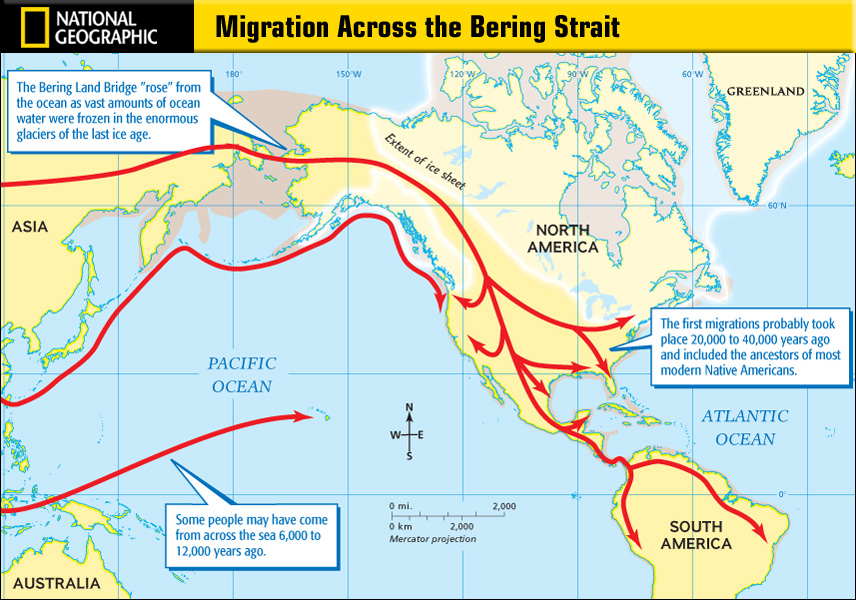 NATIONAL
GEOGRAPHIC
Migration Across the Bering Strait
180°
150°W
120°W
90°W
60°W
The Bering Land Bridge "rose" from
the ocean as vast amounts of ocean
water were frozen in the enormous
glaciers of the last ice age.
GREENLAND
Extent of ice sheet
60°N
ASIA
NORTH
AMERICA
The first migrations probably took
place 20,000 to 40,000 years ago
and included the ancestors of most
modern Native Americans.
PACIFIC
OCEAN
N
W E
S
ATLANTIC
OCEAN
0°
0 mi. 2,000
0 km 2,000
Mercator projection
Some people may have come
from across the sea 6,000 to
12,000 years ago.
SOUTH
AMERICA
AUSTRALIA